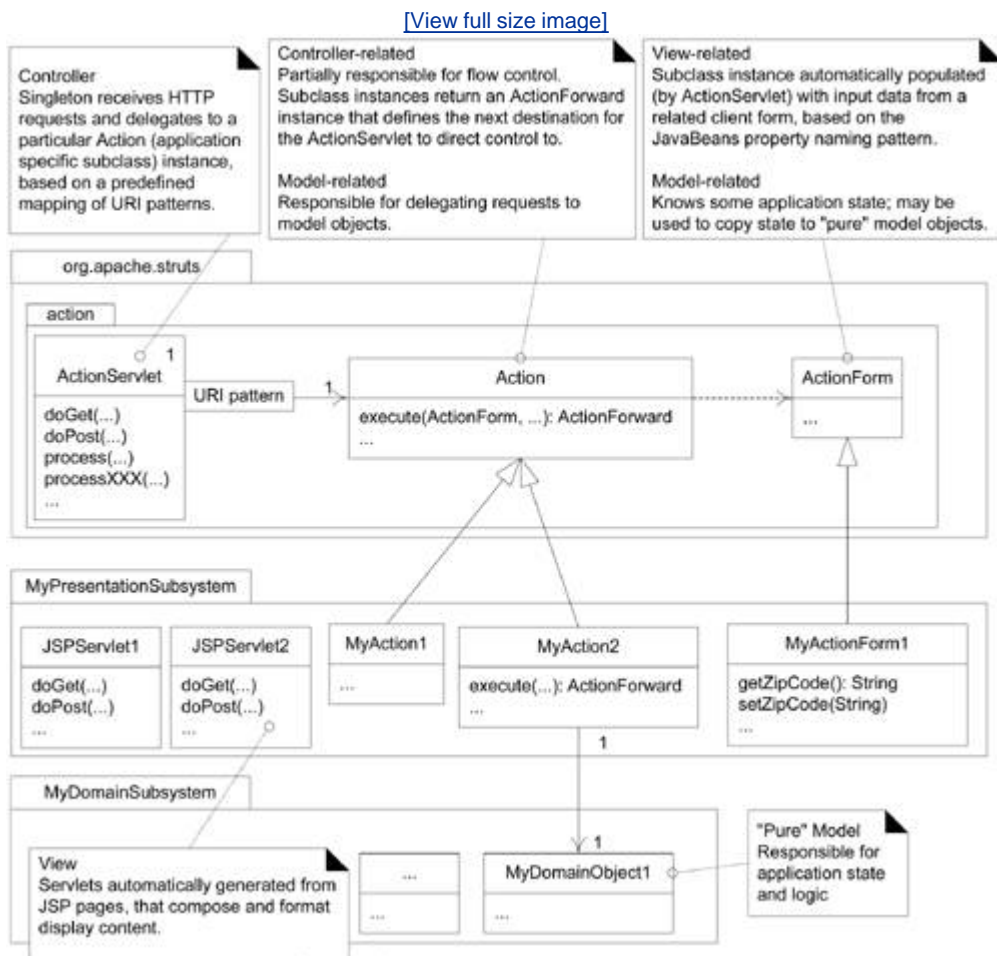 [View full size image]
Controller
Singleton receives HTTP
requests and delegates to a
particular Action (application
specific subclass) instance,
based on a predefined
mapping of URI patterns.
Controller-related
Partially responsible for flow control.
Subclass instances return an ActionForward
instance that defines the next destination for
the ActionServlet to direct control to.
Model-related
Responsible for delegating requests to
model objects.
View-related
Subclass instance automatically populated
(by ActionServlet) with input data from a
related client form, based on the
JavaBeans property naming pattern.
Model-related
Knows some application state; may be
used to copy state to "pure" model objects.
org.apache.struts
action
1
ActionServlet
doGet(...)
doPost(...)
process(...)
processXXX(...)
...
URI pattern
1
Action
execute(ActionForm, ...): ActionForward
...
ActionForm
...
MyPresentationSubsystem
JSPServlet1
doGet(...)
doPost(...)
...
JSPServlet2
doGet(...)
doPost(...)
...
MyAction1
...
MyAction2
execute(...): ActionForward
...
1
MyActionForm1
getZipCode(): String
setZipCode(String)
...
MyDomainSubsystem
View
Servlets automatically generated from
JSP pages, that compose and format
display content.
...
...
1
MyDomainObject1
...
"Pure" Model
Responsible for
application state
and logic